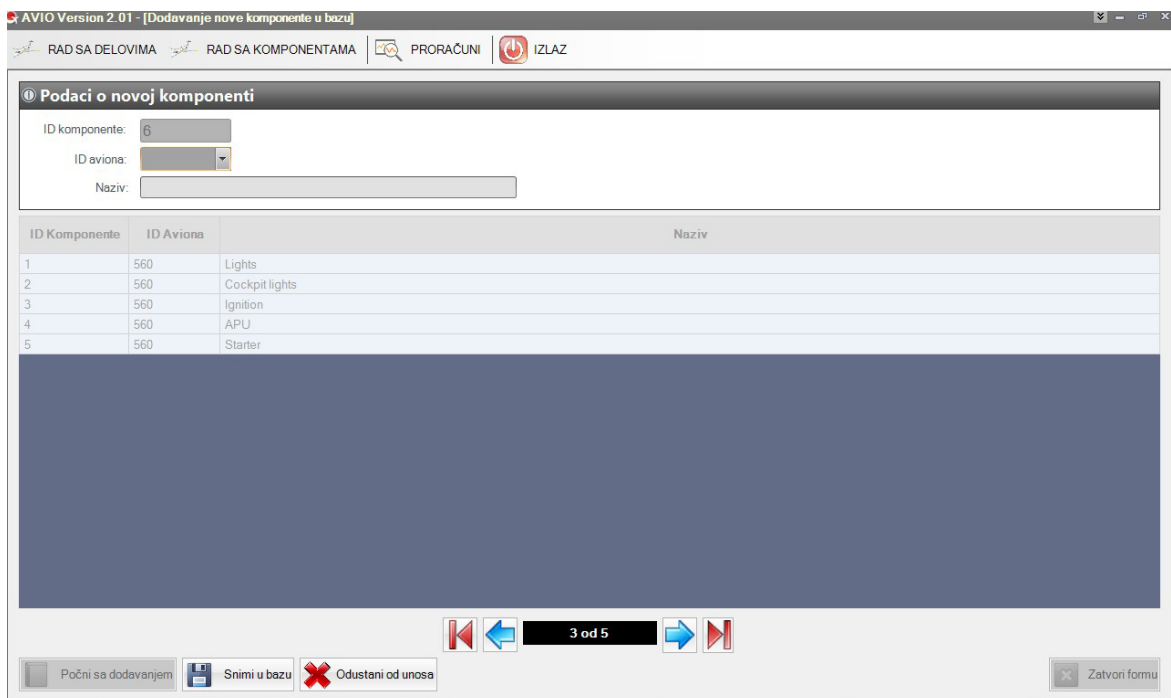 AVIO Version 2.01 - [Dodavanje nove komponente u bazu]
RAD SA DELOVIMA RAD SA KOMPONENTAMA PRORAČUNI IZLAZ
Podaci o novoj komponenti
ID komponente: 6
ID aviona:
Naziv:
ID Komponente ID Aviona Naziv
1 560 Lights
2 560 Cockpit lights
3 560 Ignition
4 560 APU
5 560 Starter
3 od 5
Počni sa dodavanjem Snimi u bazu Odustani od unosa Zatvori formu